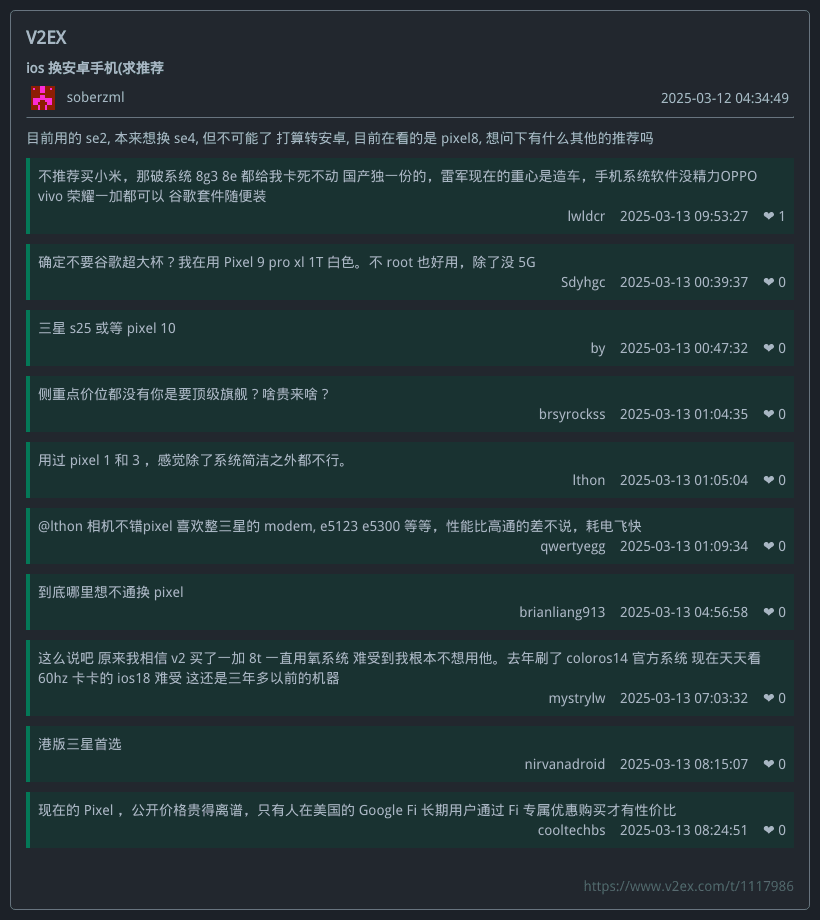 V2EX
ios 换安卓手机(求推荐
soberzml 2025-03-12 04:34:49
目前用的 se2, 本来想换 se4, 但不可能了 打算转安卓, 目前在看的是 pixel8, 想问下有什么其他的推荐吗
不推荐买小米，那破系统 8g3 8e 都给我卡死不动 国产独一份的，雷军现在的重心是造车，手机系统软件没精力OPPO
vivo 荣耀一加都可以 谷歌套件随便装
lwldcr 2025-03-13 09:53:27 ❤ 1
确定不要谷歌超大杯？我在用 Pixel 9 pro xl 1T 白色。不 root 也好用，除了没 5G
Sdyhgc 2025-03-13 00:39:37 ❤ 0
三星 s25 或等 pixel 10
by 2025-03-13 00:47:32 ❤ 0
侧重点价位都没有你是要顶级旗舰？啥贵来啥？
brsyrockss 2025-03-13 01:04:35 ❤ 0
用过 pixel 1 和 3 ，感觉除了系统简洁之外都不行。
lthon 2025-03-13 01:05:04 ❤ 0
@lthon 相机不错pixel 喜欢整三星的 modem, e5123 e5300 等等，性能比高通的差不说，耗电飞快
qwertyegg 2025-03-13 01:09:34 ❤ 0
到底哪里想不通换 pixel
brianliang913 2025-03-13 04:56:58 ❤ 0
这么说吧 原来我相信 v2 买了一加 8t 一直用氧系统 难受到我根本不想用他。去年刷了 coloros14 官方系统 现在天天看
60hz 卡卡的 ios18 难受 这还是三年多以前的机器
mystrylw 2025-03-13 07:03:32 ❤ 0
港版三星首选
nirvanadroid 2025-03-13 08:15:07 ❤ 0
现在的 Pixel ，公开价格贵得离谱，只有人在美国的 Google Fi 长期用户通过 Fi 专属优惠购买才有性价比
cooltechbs 2025-03-13 08:24:51 ❤ 0
https://www.v2ex.com/t/1117986